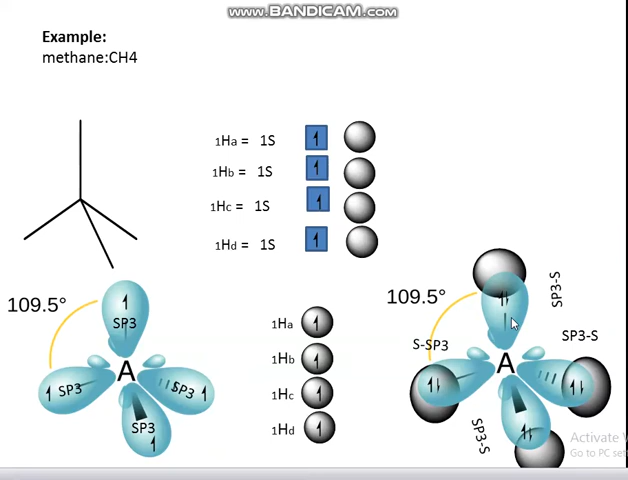 www.BANDICAM.com
Example:
methane:CH4
1Ha = 1S
1Hb = 1S
1Hc = 1S
1Hd = 1S
109.5°
SP3
SP3
SP3
SP3
A
1Ha
1Hb
1Hc
1Hd
109.5°
SP3-S
S-SP3
SP3-S
A
SP3-S
Activate
Go to PC set